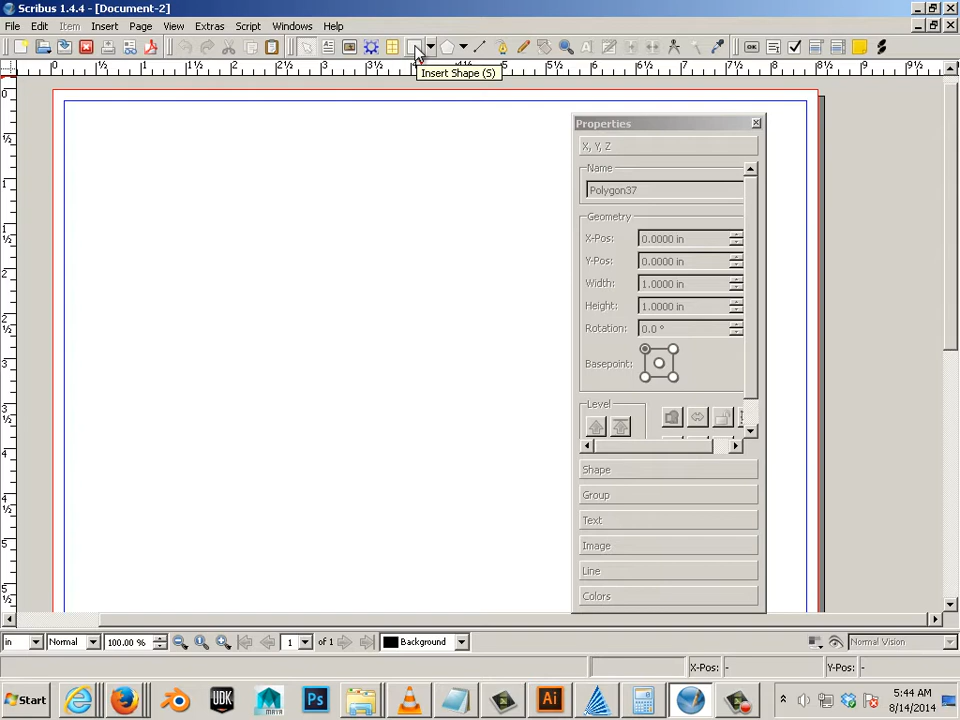 Scribus 1.4.4 - [Document-2]
File Edit Item Insert Page View Extras Script Windows Help
Insert Shape (S)
Properties
X, Y, Z
Name
Polygon37
Geometry
X-Pos: 0.0000 in
Y-Pos: 0.0000 in
Width: 1.0000 in
Height: 1.0000 in
Rotation: 0.0 °
Basepoint:
Level
Shape
Group
Text
Image
Line
Colors
in Normal 100.00 % 1 of 1 Background Normal Vision
X-Pos: - Y-Pos: -
Start UDK Ps Ai 5:44 AM
8/14/2014